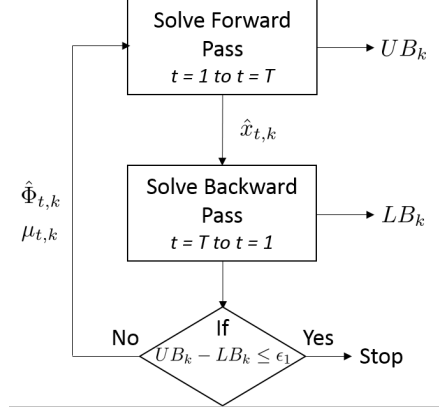 Solve Forward
Pass
t = 1 to t = T
UB_k
x̂_{t,k}
Φ̂_{t,k}
μ_{t,k}
Solve Backward
Pass
t = T to t = 1
LB_k
If
No
UB_k − LB_k ≤ ϵ_1
Yes
Stop